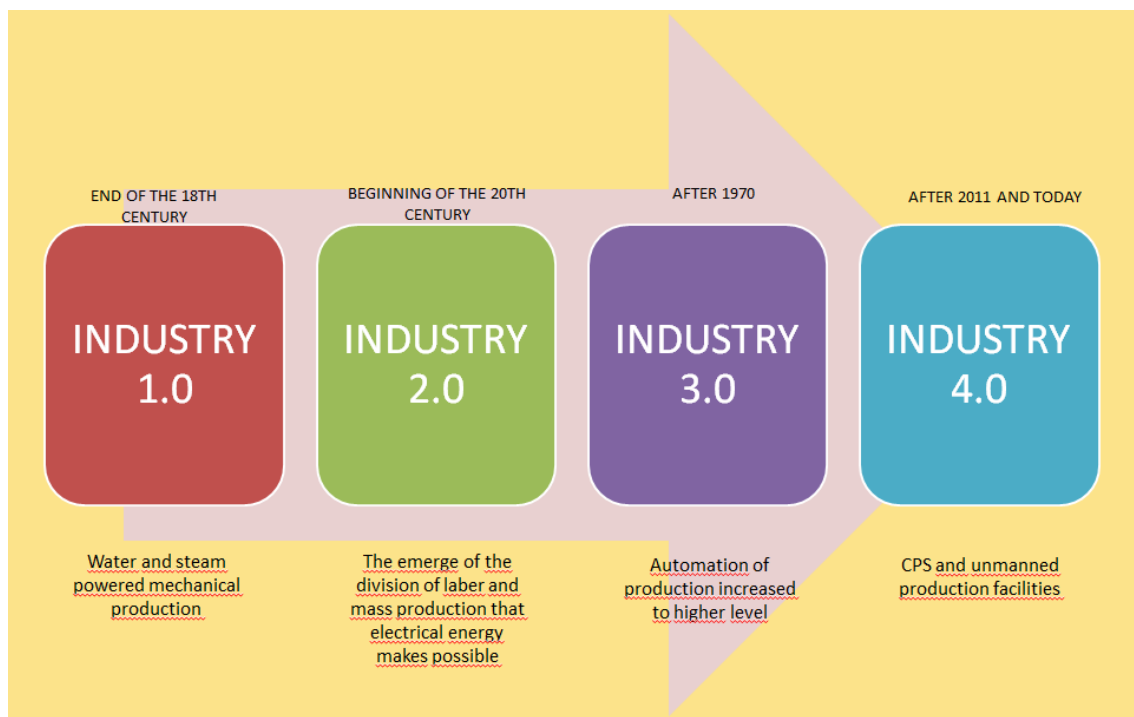 END OF THE 18TH
CENTURY
BEGINNING OF THE 20TH
CENTURY
AFTER 1970
AFTER 2011 AND TODAY
INDUSTRY
1.0
INDUSTRY
2.0
INDUSTRY
3.0
INDUSTRY
4.0
Water and steam
powered mechanical
production
The emerge of the
division of laber and
mass production that
electrical energy
makes possible
Automation of
production increased
to higher level
CPS and unmanned
production facilities